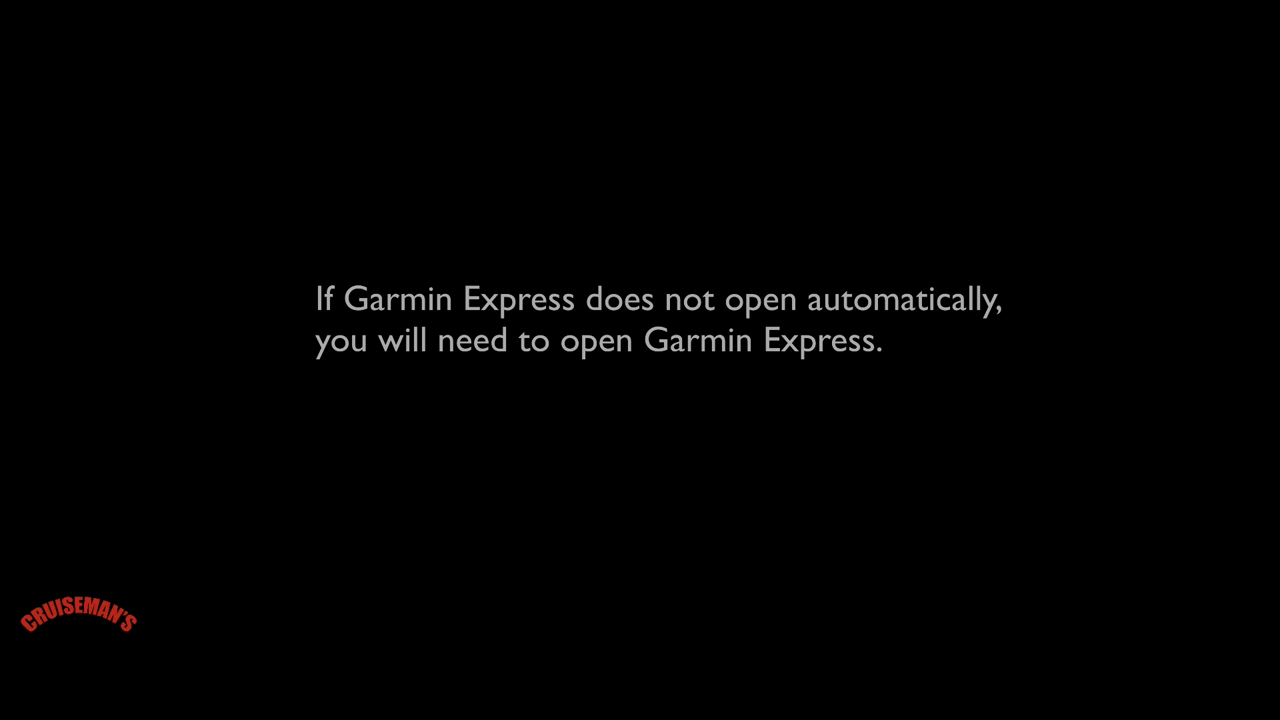 If Garmin Express does not open automatically,
you will need to open Garmin Express.
CRUISEMAN'S